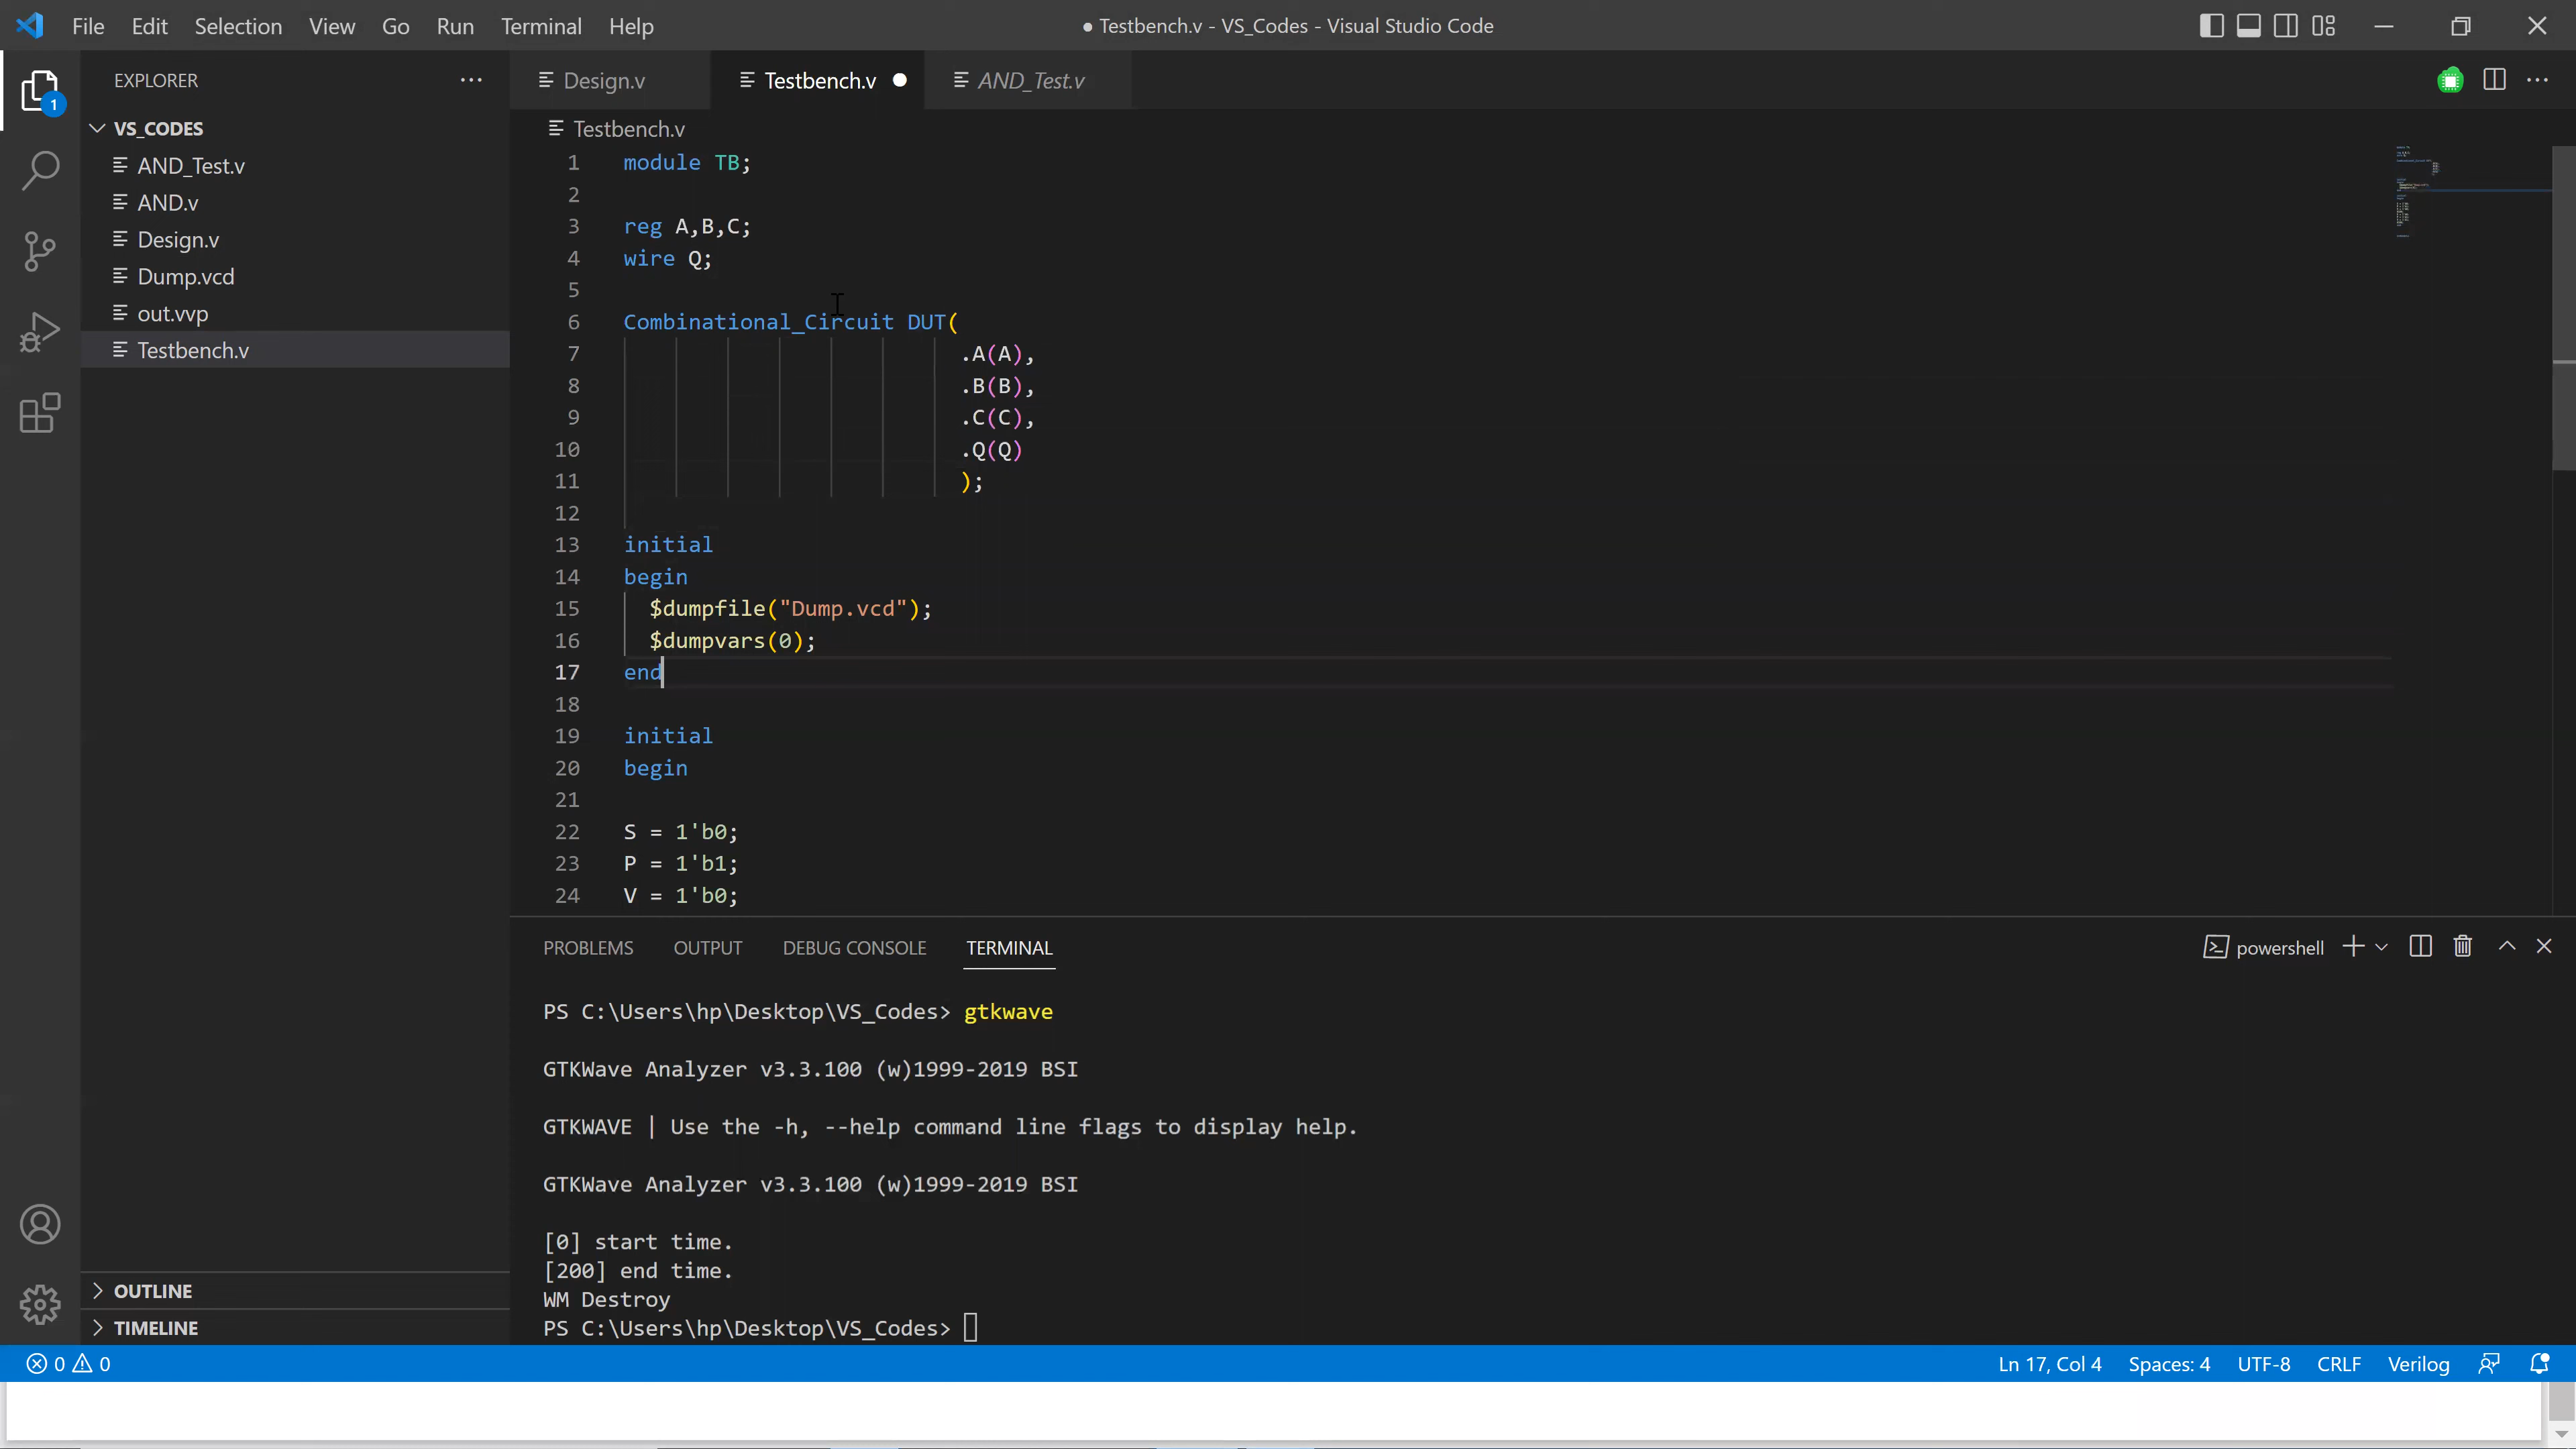 File Edit Selection View Go Run Terminal Help
● Testbench.v - VS_Codes - Visual Studio Code
EXPLORER
Design.v
Testbench.v
AND_Test.v
1
VS_CODES
AND_Test.v
AND.v
Design.v
Dump.vcd
out.vvp
Testbench.v
OUTLINE
TIMELINE
Testbench.v
1 module TB;
2
3 reg A,B,C;
4 wire Q;
5
6 Combinational_Circuit DUT(
7 .A(A),
8 .B(B),
9 .C(C),
10 .Q(Q)
11 );
12
13 initial
14 begin
15 $dumpfile("Dump.vcd");
16 $dumpvars(0);
17 end
18
19 initial
20 begin
21
22 S = 1'b0;
23 P = 1'b1;
24 V = 1'b0;
PROBLEMS OUTPUT DEBUG CONSOLE TERMINAL
powershell
PS C:\Users\hp\Desktop\VS_Codes> gtkwave
GTKWave Analyzer v3.3.100 (w)1999-2019 BSI
GTKWAVE | Use the -h, --help command line flags to display help.
GTKWave Analyzer v3.3.100 (w)1999-2019 BSI
[0] start time.
[200] end time.
WM Destroy
PS C:\Users\hp\Desktop\VS_Codes>
0 0
Ln 17, Col 4 Spaces: 4 UTF-8 CRLF Verilog